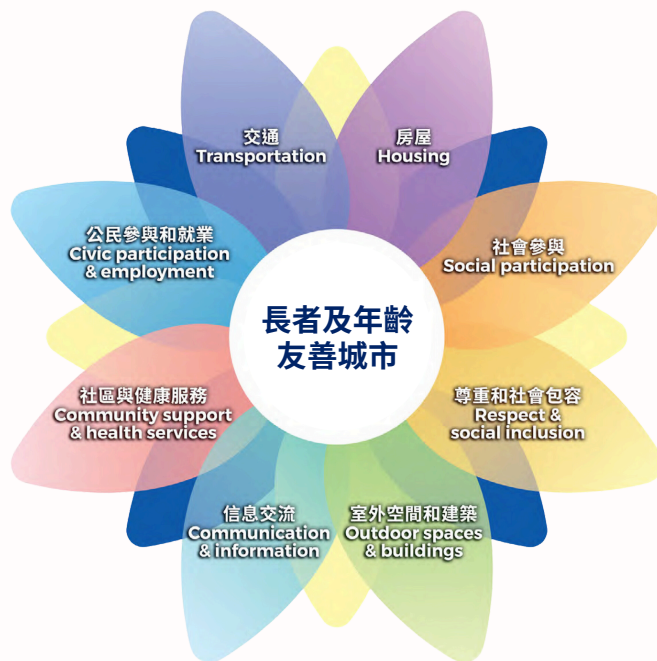 交通
Transportation
房屋
Housing
公民參與和就業
Civic participation
& employment
社會參與
Social participation
長者及年齡
友善城市
社區與健康服務
Community support
& health services
尊重和社會包容
Respect &
social inclusion
信息交流
Communication
& information
室外空間和建築
Outdoor spaces
& buildings